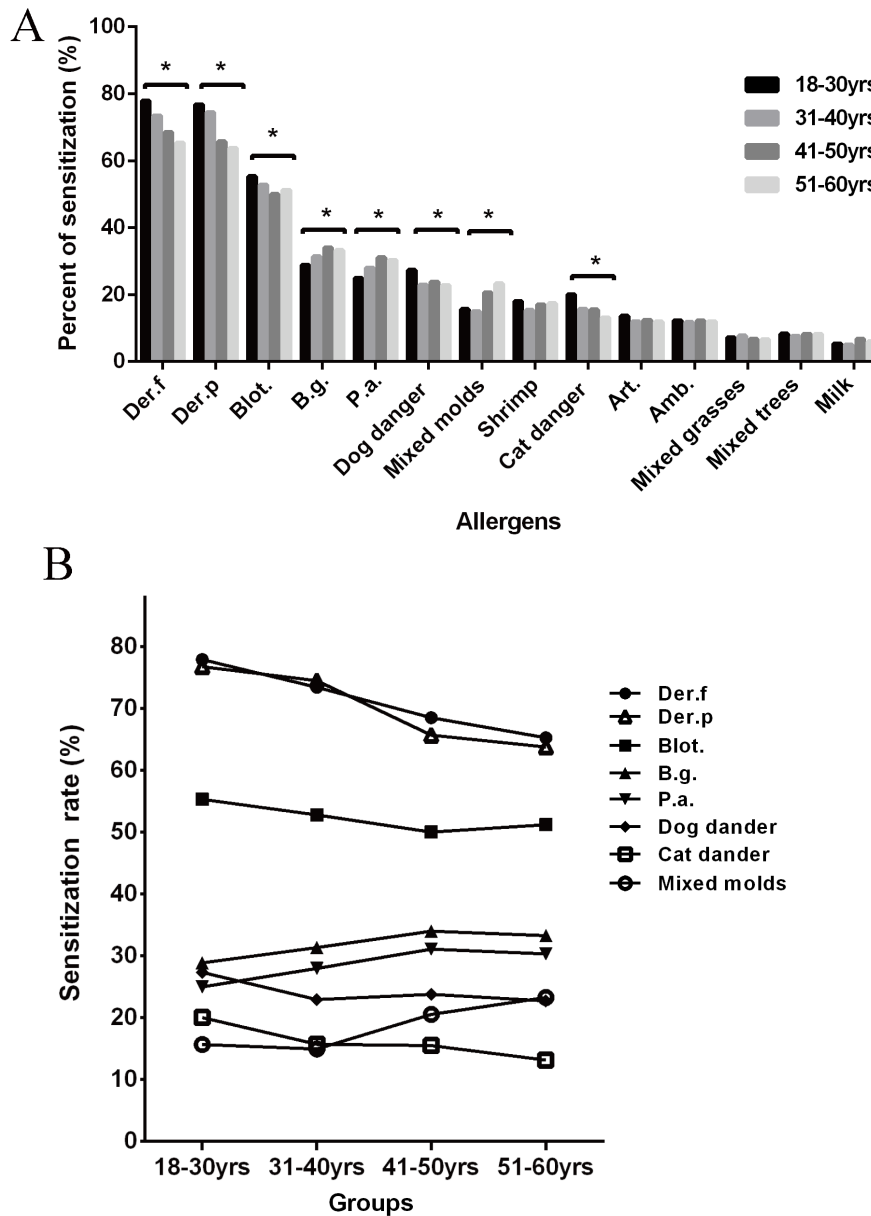 A
Percent of sensitization (%)
100
80
60
40
20
0
* * * * * * * *
18-30yrs
31-40yrs
41-50yrs
51-60yrs
Der.f
Der.p
Blot.
B.g.
P.a.
Dog danger
Mixed molds
Shrimp
Cat danger
Art.
Amb.
Mixed grasses
Mixed trees
Milk
Allergens
B
Sensitization rate (%)
80
70
60
50
40
30
20
10
0
Der.f
Der.p
Blot.
B.g.
P.a.
Dog dander
Cat dander
Mixed molds
18-30yrs 31-40yrs 41-50yrs 51-60yrs
Groups